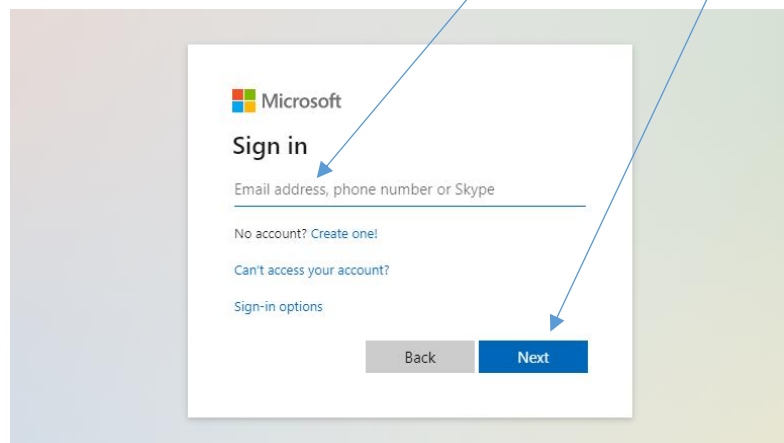 Microsoft
Sign in
Email address, phone number or Skype
No account? Create one!
Can't access your account?
Sign-in options
Back Next